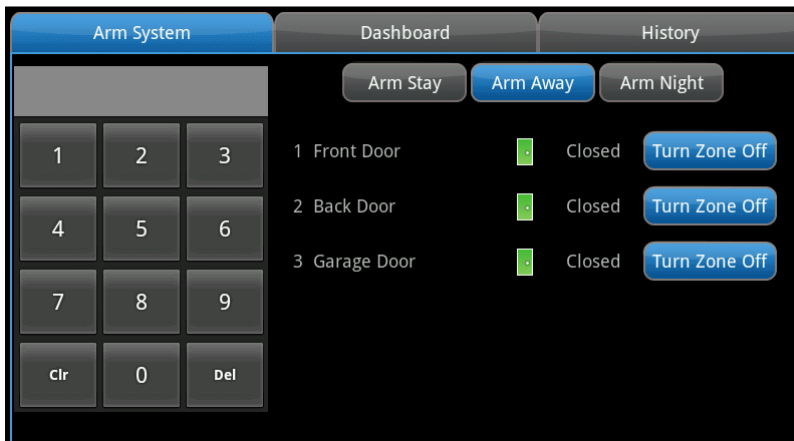 Arm System Dashboard History
Arm Stay Arm Away Arm Night
1 2 3
4 5 6
7 8 9
Clr 0 Del
1 Front Door Closed Turn Zone Off
2 Back Door Closed Turn Zone Off
3 Garage Door Closed Turn Zone Off